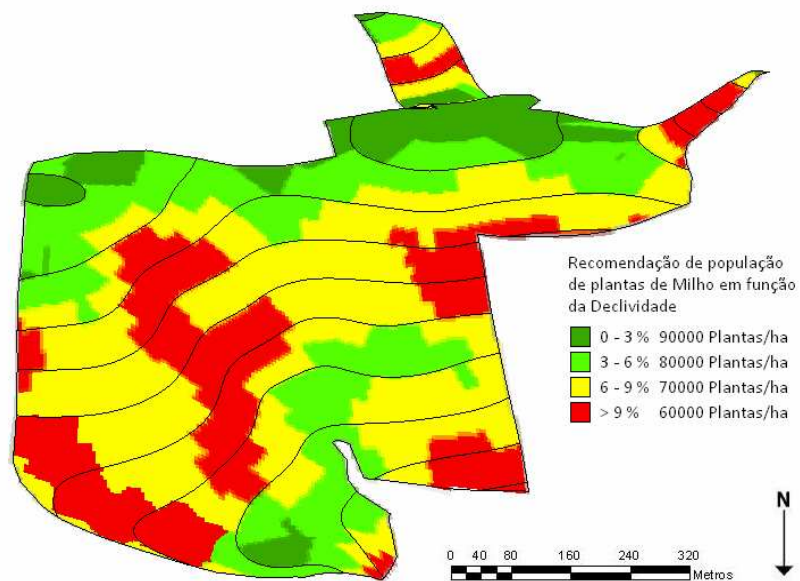 Recomendação de população
de plantas de Milho em função
da Declividade
0 - 3 % 90000 Plantas/ha
3 - 6 % 80000 Plantas/ha
6 - 9 % 70000 Plantas/ha
> 9 % 60000 Plantas/ha
N
0 40 80 160 240 320
Metros